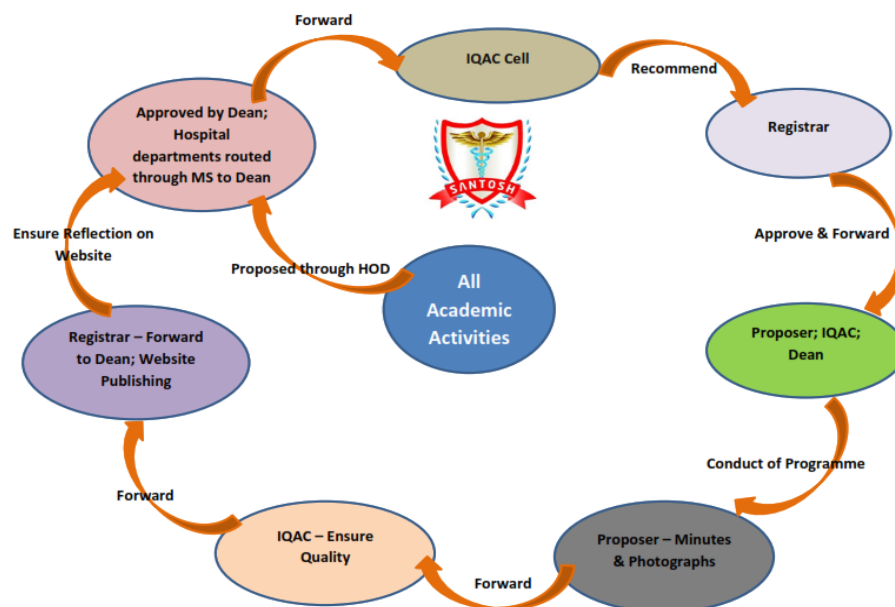 Forward
IQAC Cell
Recommend
Approved by Dean;
Hospital
departments routed
through MS to Dean
Registrar
SANTOSH
Ensure Reflection on
Website
Approve & Forward
Proposed through HOD
All
Academic
Activities
Registrar – Forward
to Dean; Website
Publishing
Proposer; IQAC;
Dean
Conduct of Programme
Forward
IQAC – Ensure
Quality
Proposer – Minutes
& Photographs
Forward